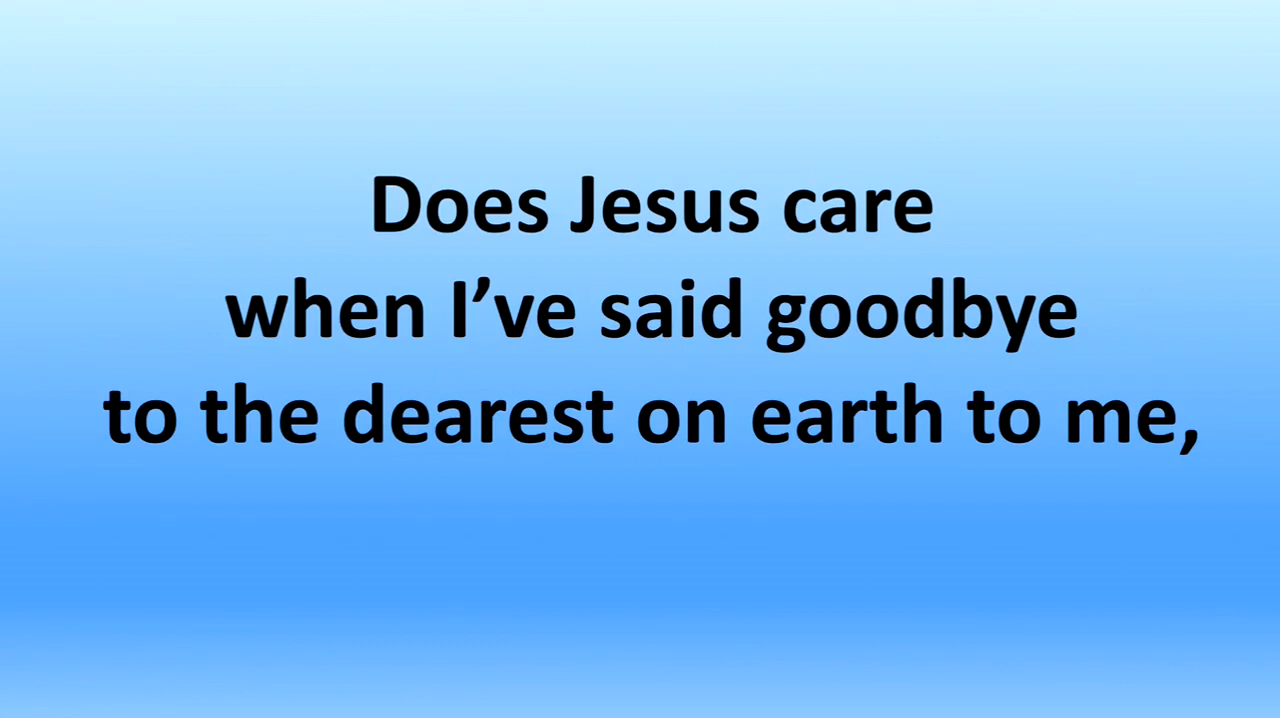 Does Jesus care
when I’ve said goodbye
to the dearest on earth to me,